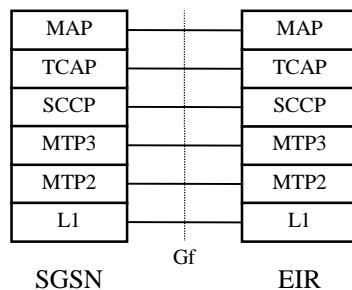 MAP MAP
TCAP TCAP
SCCP SCCP
MTP3 MTP3
MTP2 MTP2
L1 L1
Gf
SGSN EIR